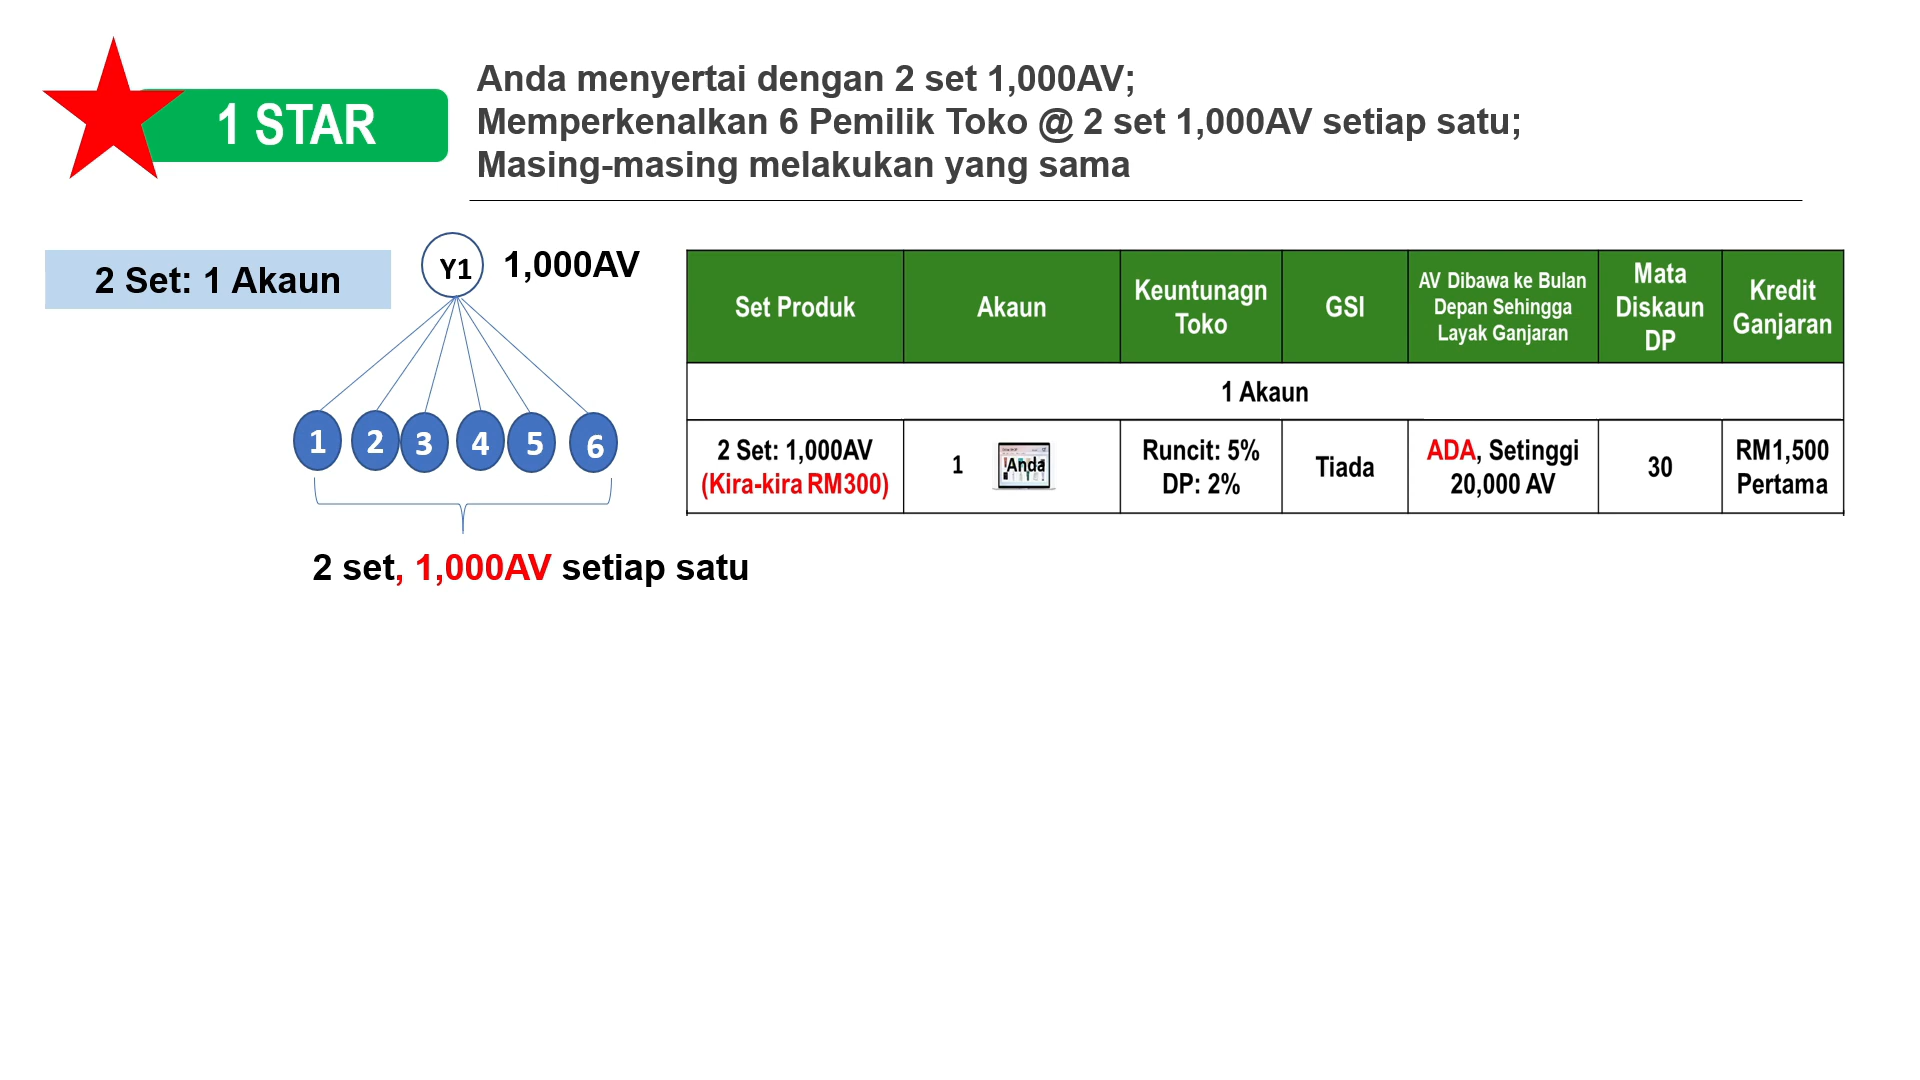 1 STAR
Anda menyertai dengan 2 set 1,000AV;
Memperkenalkan 6 Pemilik Toko @ 2 set 1,000AV setiap satu;
Masing-masing melakukan yang sama
2 Set: 1 Akaun
Y1
1,000AV
1 2 3 4 5 6
2 set, 1,000AV setiap satu
Set Produk
Akaun
Keuntunagn
Toko
GSI
AV Dibawa ke Bulan
Depan Sehingga
Layak Ganjaran
Mata
Diskaun
DP
Kredit
Ganjaran
1 Akaun
2 Set: 1,000AV
(Kira-kira RM300)
1
Anda
Runcit: 5%
DP: 2%
Tiada
ADA, Setinggi
20,000 AV
30
RM1,500
Pertama